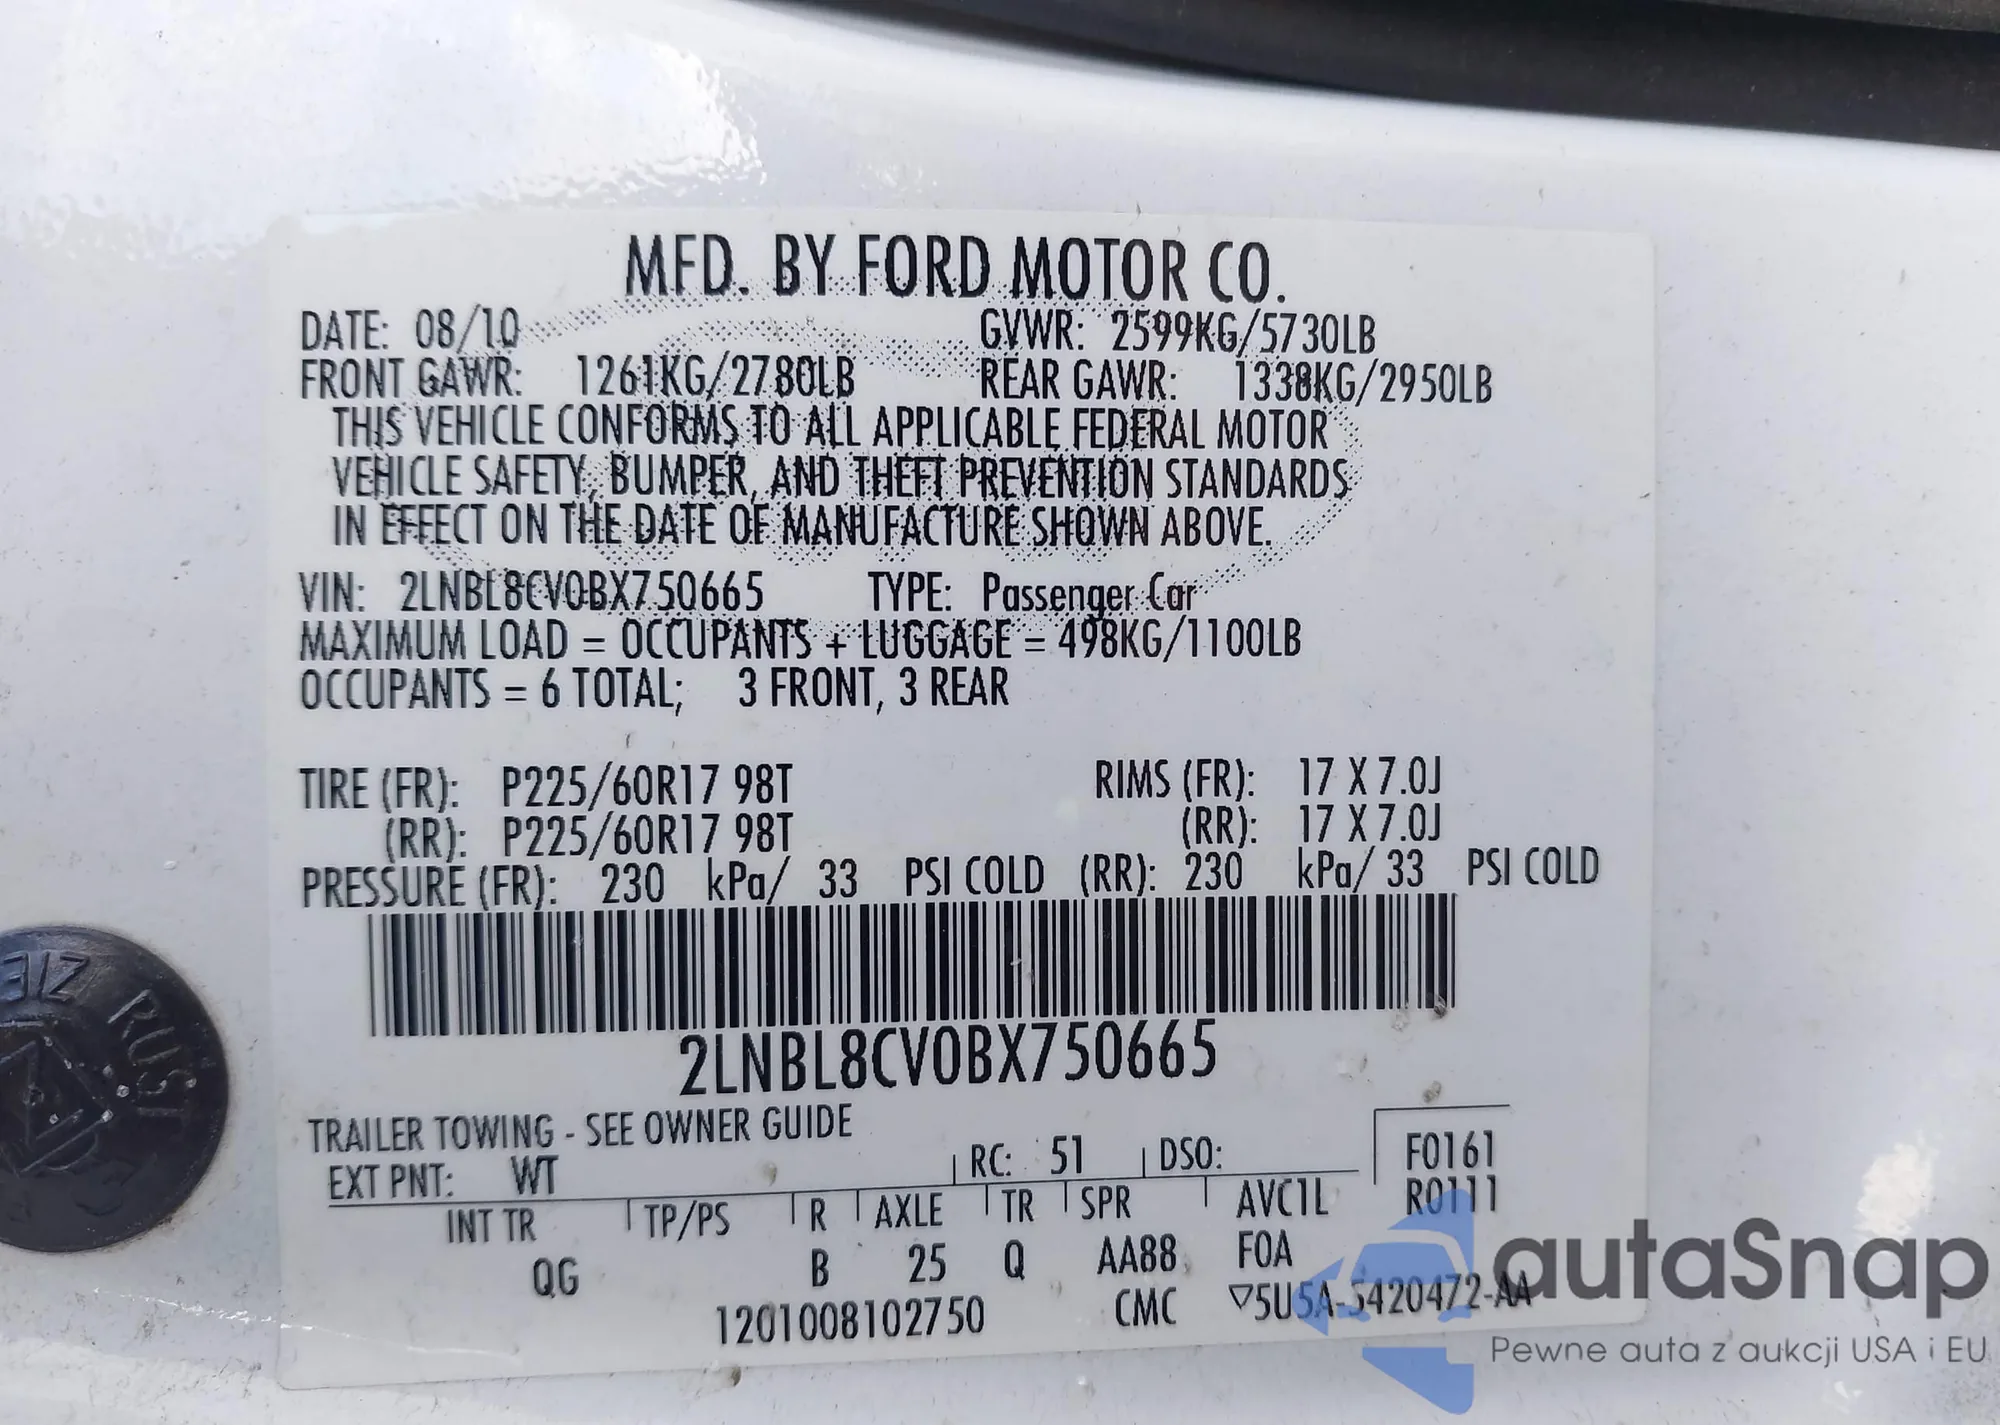 MFD. BY FORD MOTOR CO.
DATE: 08/10 GVWR: 2599KG/5730LB
FRONT GAWR: 1261KG/2780LB REAR GAWR: 1338KG/2950LB
THIS VEHICLE CONFORMS TO ALL APPLICABLE FEDERAL MOTOR
VEHICLE SAFETY, BUMPER, AND THEFT PREVENTION STANDARDS
IN EFFECT ON THE DATE OF MANUFACTURE SHOWN ABOVE.
VIN: 2LNBL8CV0BX750665 TYPE: Passenger Car
MAXIMUM LOAD = OCCUPANTS + LUGGAGE = 498KG/1100LB
OCCUPANTS = 6 TOTAL; 3 FRONT, 3 REAR
TIRE (FR): P225/60R17 98T RIMS (FR): 17 X 7.0J
(RR): P225/60R17 98T (RR): 17 X 7.0J
PRESSURE (FR): 230 kPa/ 33 PSI COLD (RR): 230 kPa/ 33 PSI COLD
2LNBL8CV0BX750665
TRAILER TOWING - SEE OWNER GUIDE
EXT PNT: WT RC: 51 DSO: F0161
R0111
INT TR TP/PS R AXLE TR SPR AVC1L
QG B 25 Q AA88 F0A
1201008102750 CMC ▽5U5A-5420472-AA
RUST
autaSnap
Pewne auta z aukcji USA i EU